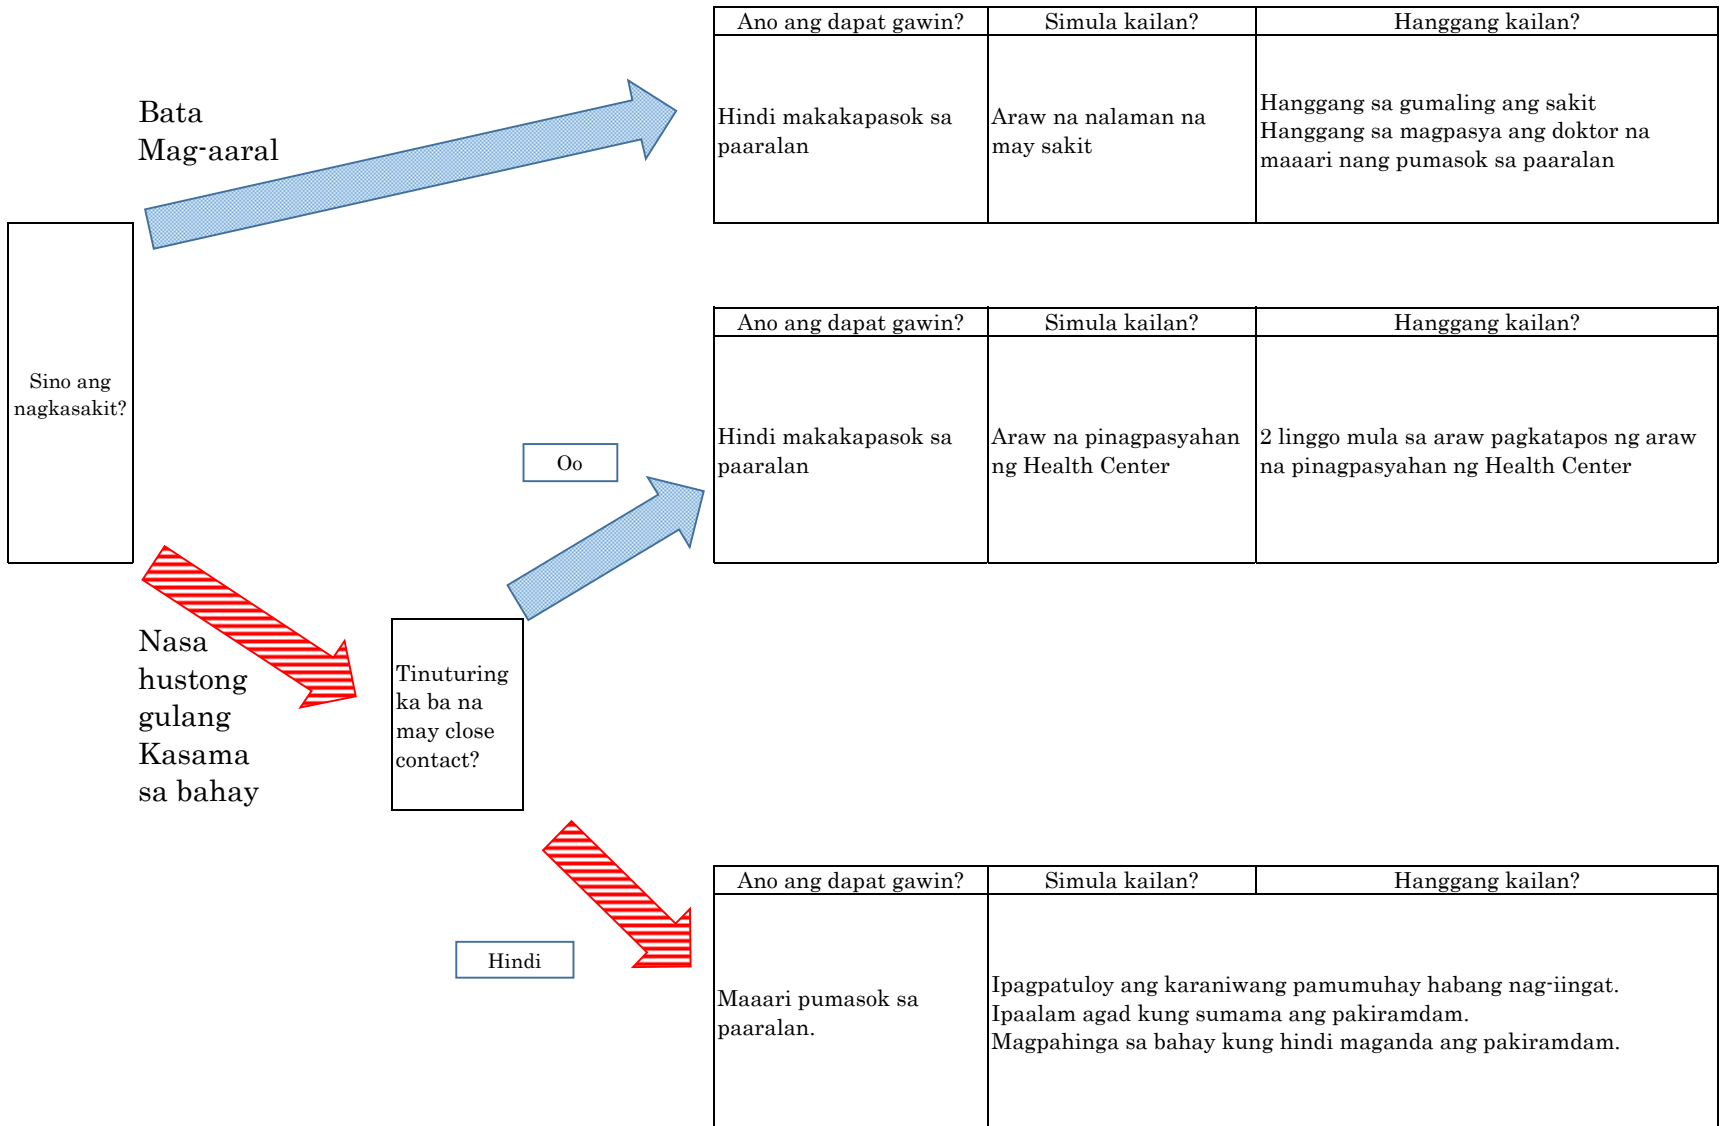 Ano ang dapat gawin?
Simula kailan?
Hanggang kailan?
Bata
Mag-aaral
Hindi makakapasok sa
paaralan
Araw na nalaman na
may sakit
Hanggang sa gumaling ang sakit
Hanggang sa magpasya ang doktor na
maaari nang pumasok sa paaralan
Sino ang
nagkasakit?
Ano ang dapat gawin?
Simula kailan?
Hanggang kailan?
Oo
Hindi makakapasok sa
paaralan
Araw na pinagpasyahan
ng Health Center
2 linggo mula sa araw pagkatapos ng araw
na pinagpasyahan ng Health Center
Nasa
hustong
gulang
Kasama
sa bahay
Tinuturing
ka ba na
may close
contact?
Hindi
Ano ang dapat gawin?
Simula kailan?
Hanggang kailan?
Maaari pumasok sa
paaralan.
Ipagpatuloy ang karaniwang pamumuhay habang nag-iingat.
Ipaalam agad kung sumama ang pakiramdam.
Magpahinga sa bahay kung hindi maganda ang pakiramdam.